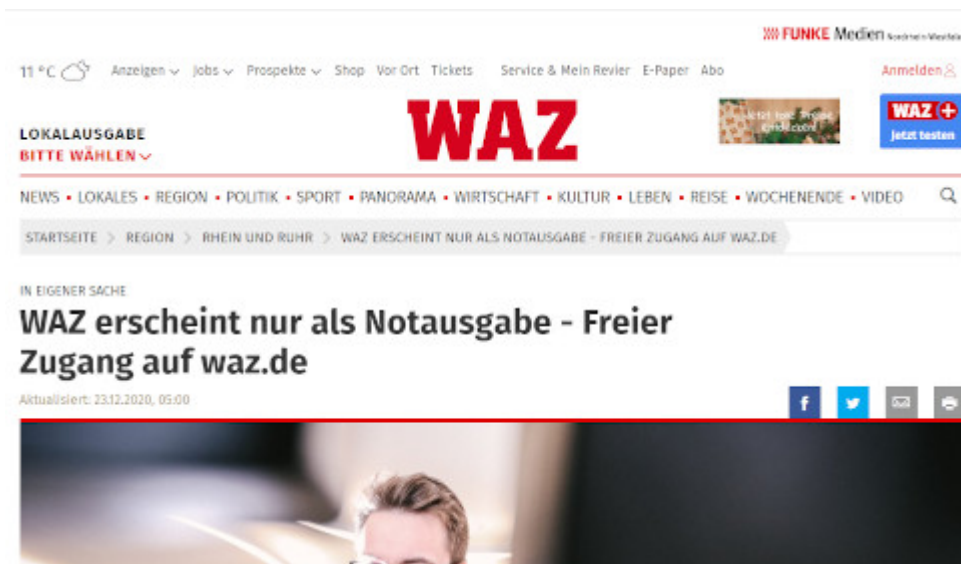 FUNKE Medien Nordrhein-Westfalen
11 °C Anzeigen Jobs Prospekte Shop Vor Ort Tickets Service & Mein Revier E-Paper Abo Anmelden
LOKALAUSGABE
BITTE WÄHLEN
WAZ
WAZ +
Jetzt testen
NEWS • LOKALES • REGION • POLITIK • SPORT • PANORAMA • WIRTSCHAFT • KULTUR • LEBEN • REISE • WOCHENENDE • VIDEO
STARTSEITE > REGION > RHEIN UND RUHR > WAZ ERSCHEINT NUR ALS NOTAUSGABE - FREIER ZUGANG AUF WAZ.DE
IN EIGENER SACHE
WAZ erscheint nur als Notausgabe - Freier
Zugang auf waz.de
Aktualisiert: 23.12.2020, 05:00